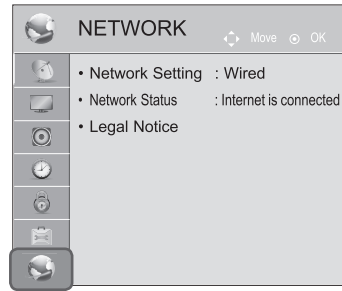 NETWORK
Move OK
• Network Setting : Wired
• Network Status : Internet is connected
• Legal Notice